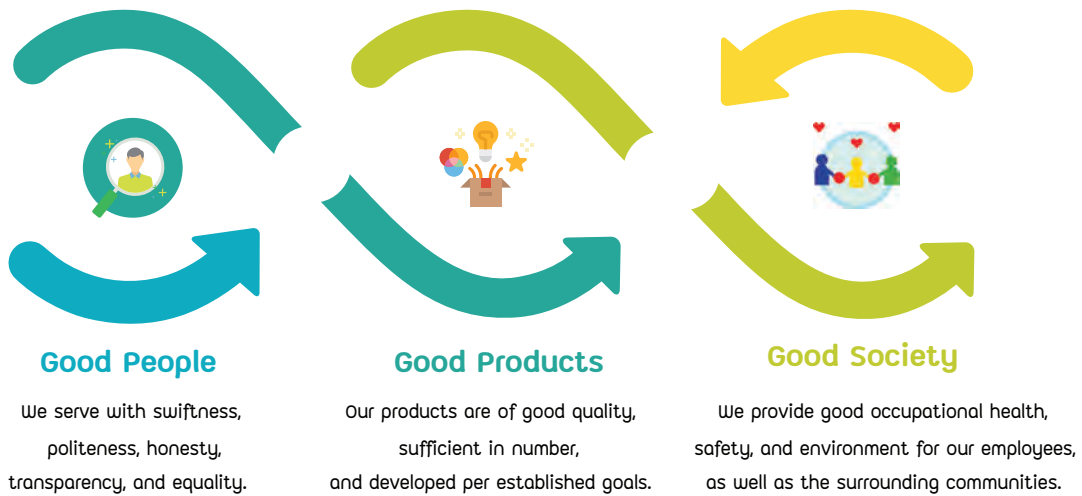 Good People
We serve with swiftness,
politeness, honesty,
transparency, and equality.
Good Products
Our products are of good quality,
sufficient in number,
and developed per established goals.
Good Society
We provide good occupational health,
safety, and environment for our employees,
as well as the surrounding communities.